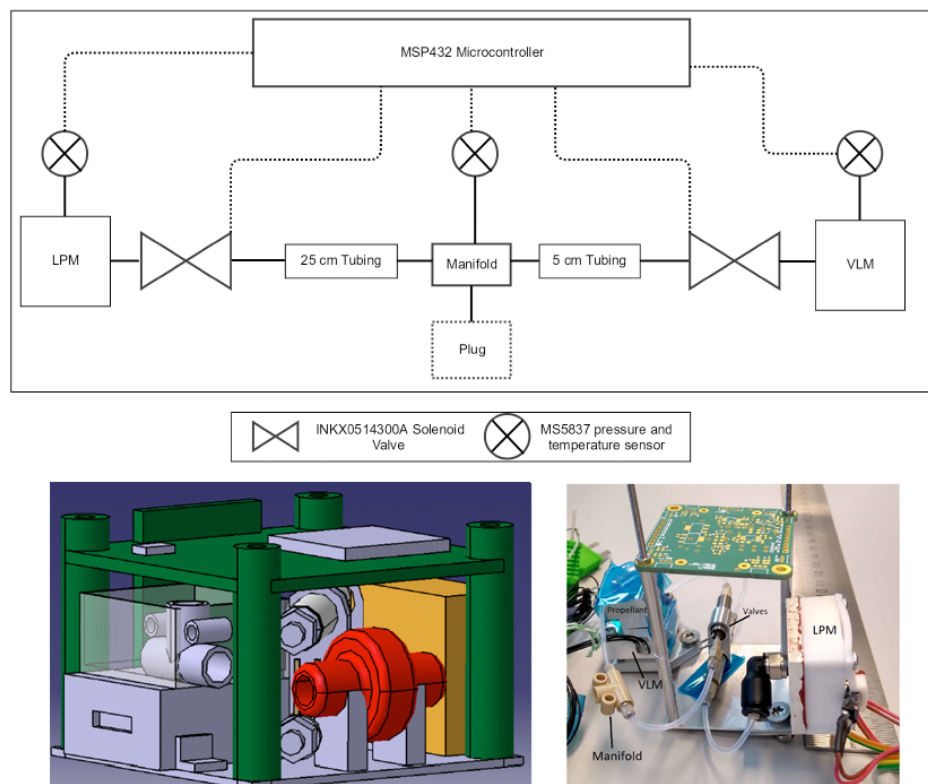 MSP432 Microcontroller
LPM
25 cm Tubing
Manifold
5 cm Tubing
VLM
Plug
INKX0514300A Solenoid
Valve
MS5837 pressure and
temperature sensor
Propellant
Valves
LPM
VLM
Manifold